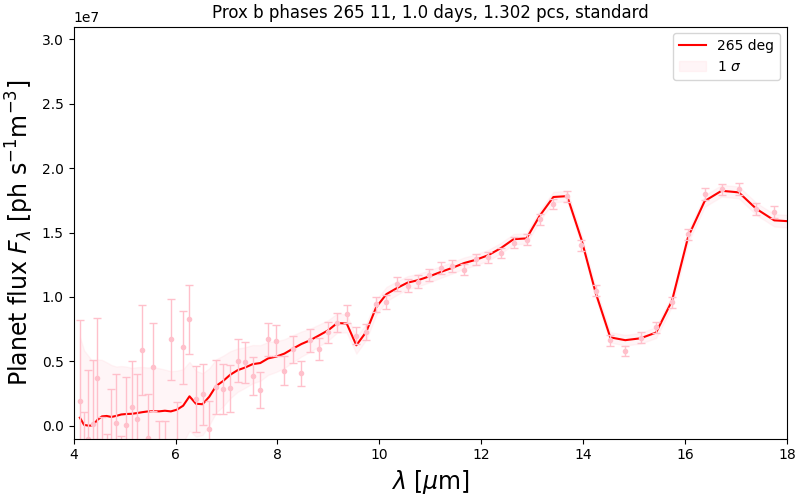 Prox b phases 265 11, 1.0 days, 1.302 pcs, standard
1e7
3.0
2.5
2.0
1.5
1.0
0.5
0.0
Planet flux $F_\lambda$ [ph s$^{-1}$m$^{-3}$]
265 deg
1 σ
4 6 8 10 12 14 16 18
λ [μm]